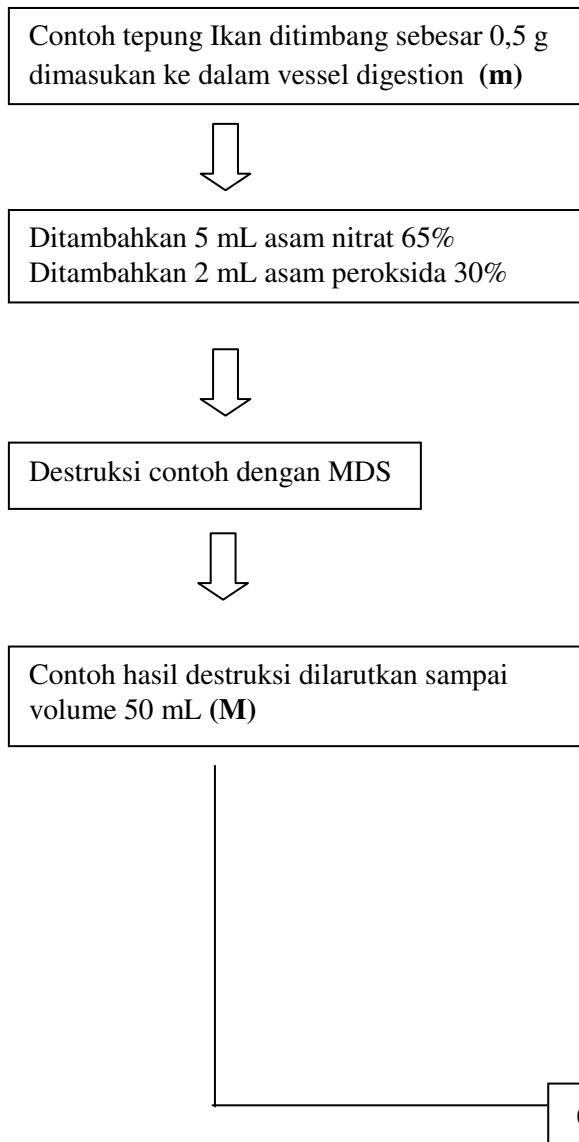 Contoh tepung Ikan ditimbang sebesar 0,5 g
dimasukan ke dalam vessel digestion (m)
Ditambahkan 5 mL asam nitrat 65%
Ditambahkan 2 mL asam peroksida 30%
Destruksi contoh dengan MDS
Contoh hasil destruksi dilarutkan sampai
volume 50 mL (M)